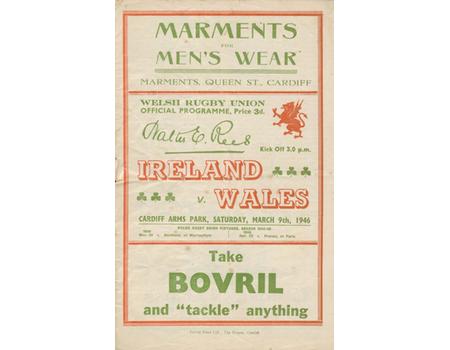 MARMENTS
FOR
MEN'S WEAR
MARMENTS, QUEEN ST., CARDIFF
WELSH RUGBY UNION
OFFICIAL PROGRAMME, Price 3d.
Walter E. Rees
Kick Off 3.0 p.m.
IRELAND
v. WALES
CARDIFF ARMS PARK, SATURDAY, MARCH 9th, 1946
Take
BOVRIL
and "tackle" anything